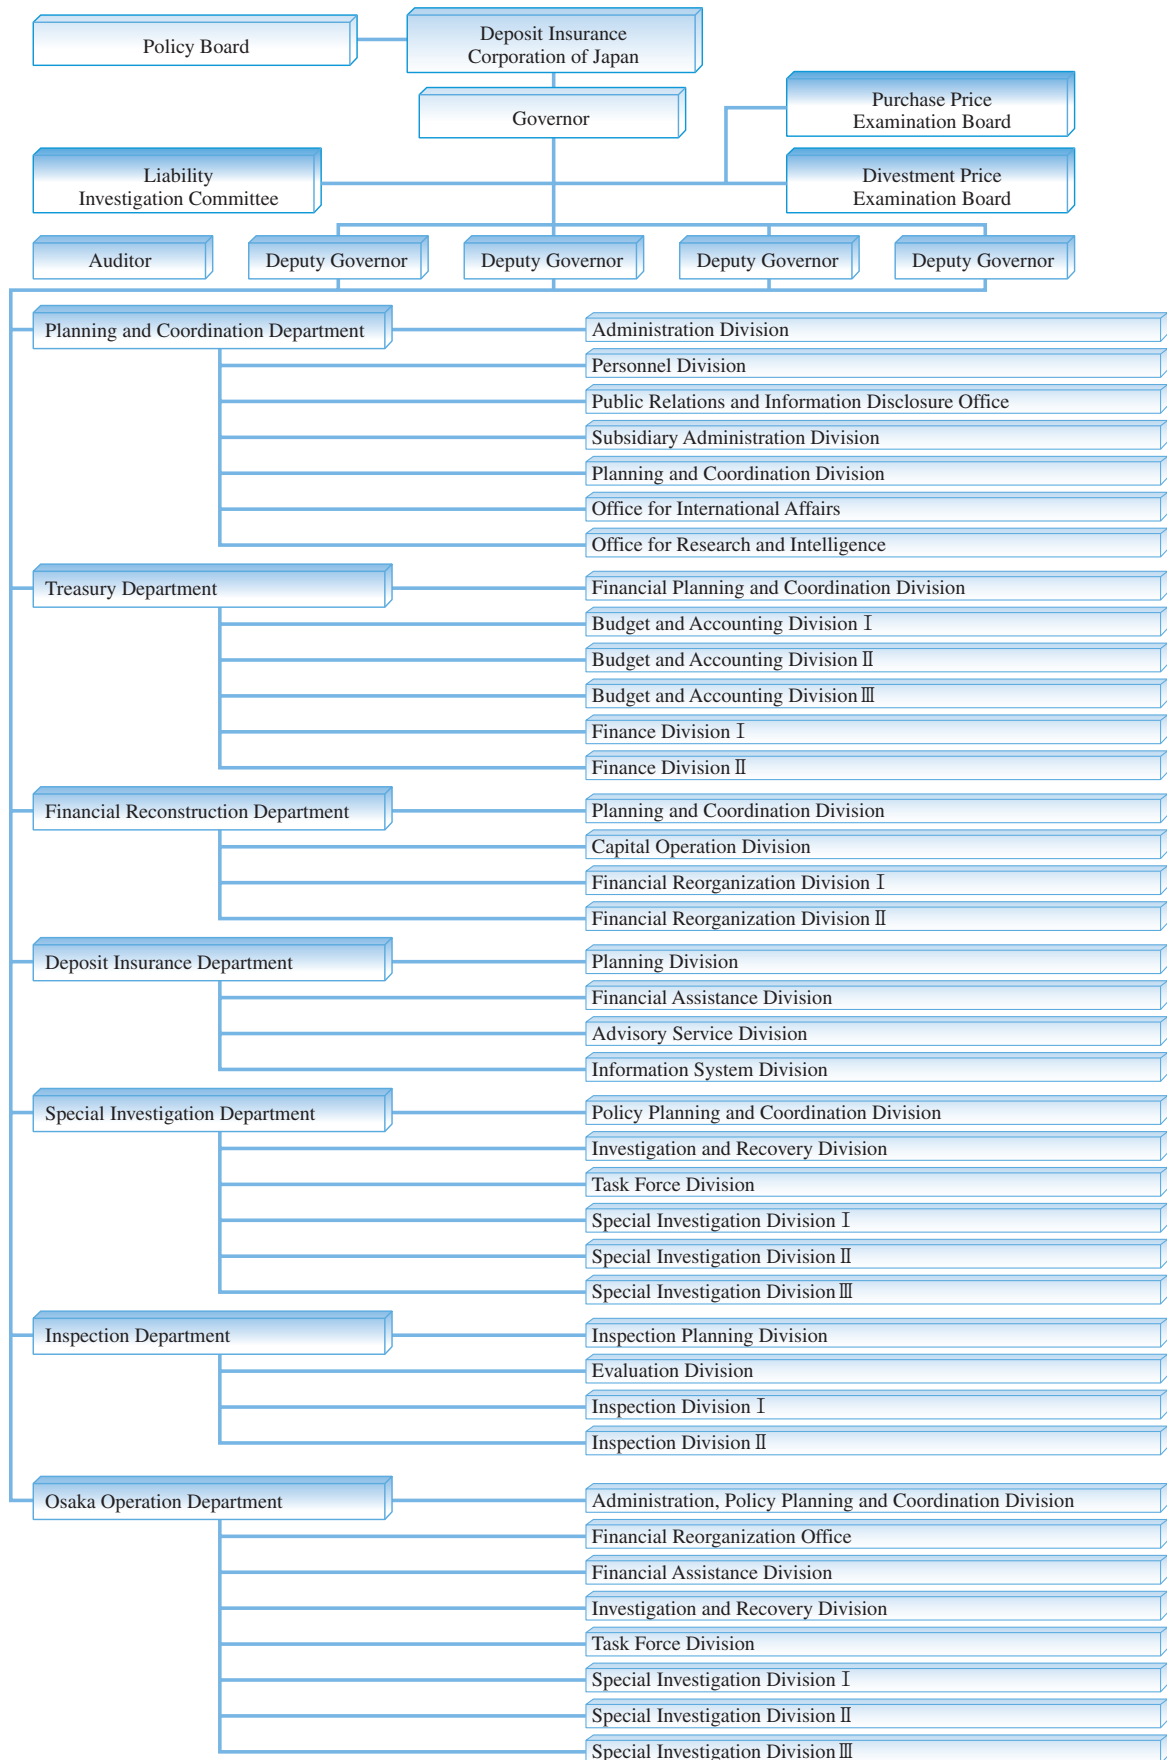 Policy Board
Deposit Insurance
Corporation of Japan
Governor
Purchase Price
Examination Board
Liability
Investigation Committee
Divestment Price
Examination Board
Auditor
Deputy Governor
Deputy Governor
Deputy Governor
Deputy Governor
Planning and Coordination Department
Administration Division
Personnel Division
Public Relations and Information Disclosure Office
Subsidiary Administration Division
Planning and Coordination Division
Office for International Affairs
Office for Research and Intelligence
Treasury Department
Financial Planning and Coordination Division
Budget and Accounting Division Ⅰ
Budget and Accounting Division Ⅱ
Budget and Accounting Division Ⅲ
Finance Division Ⅰ
Finance Division Ⅱ
Financial Reconstruction Department
Planning and Coordination Division
Capital Operation Division
Financial Reorganization Division Ⅰ
Financial Reorganization Division Ⅱ
Deposit Insurance Department
Planning Division
Financial Assistance Division
Advisory Service Division
Information System Division
Special Investigation Department
Policy Planning and Coordination Division
Investigation and Recovery Division
Task Force Division
Special Investigation Division Ⅰ
Special Investigation Division Ⅱ
Special Investigation Division Ⅲ
Inspection Department
Inspection Planning Division
Evaluation Division
Inspection Division Ⅰ
Inspection Division Ⅱ
Osaka Operation Department
Administration, Policy Planning and Coordination Division
Financial Reorganization Office
Financial Assistance Division
Investigation and Recovery Division
Task Force Division
Special Investigation Division Ⅰ
Special Investigation Division Ⅱ
Special Investigation Division Ⅲ